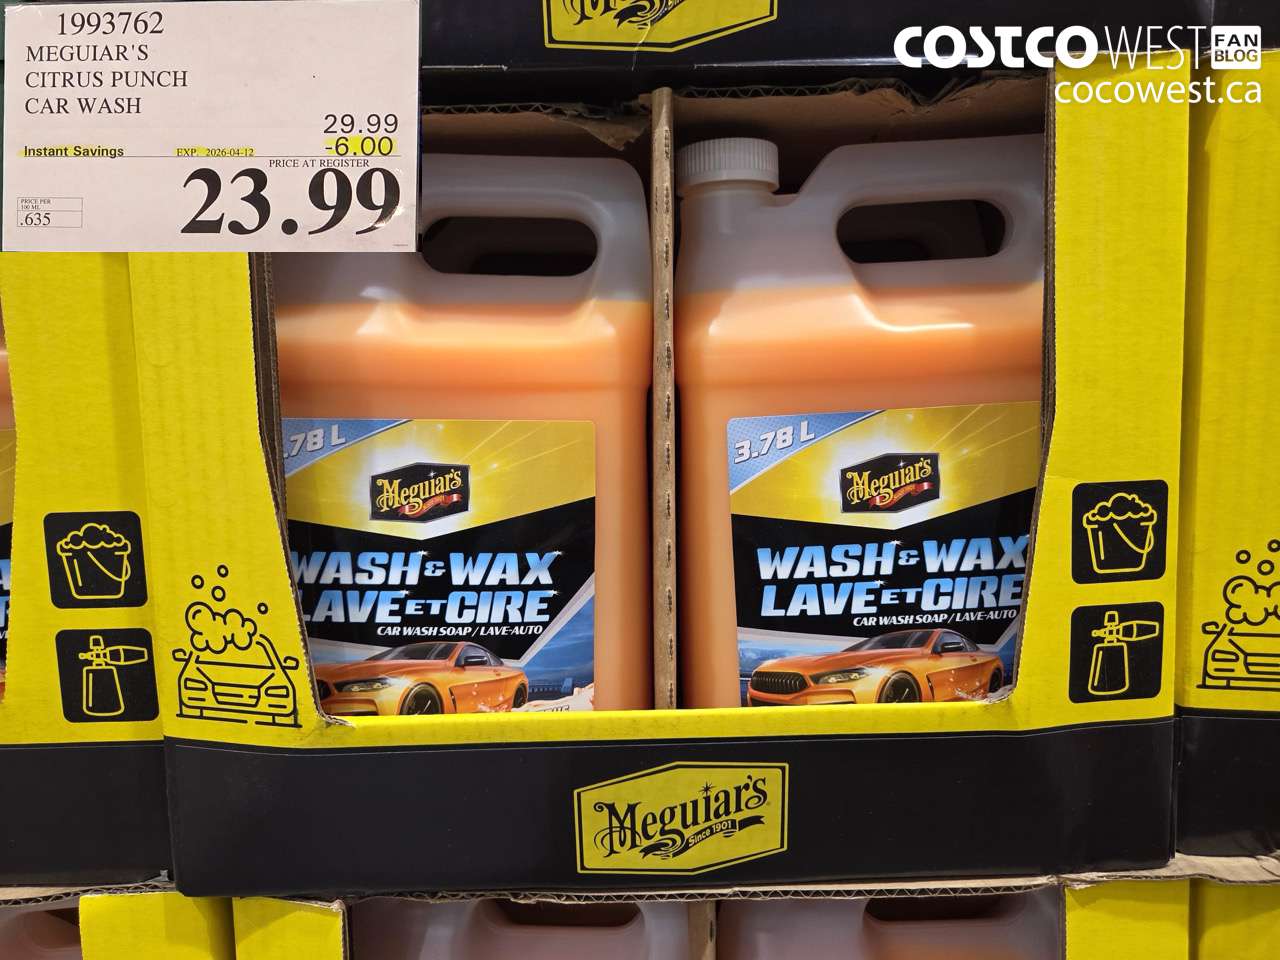 1993762
MEGUIAR'S
CITRUS PUNCH
CAR WASH
29.99
Instant Savings EXP. 2026-04-12 -6.00
PRICE AT REGISTER
23.99
PRICE PER
100 ML
.635
COSTCO WEST FAN BLOG
cocowest.ca
.78 L
Meguiar's
WASH & WAX
LAVE ET CIRE
CAR WASH SOAP / LAVE-AUTO
3.78 L
Meguiar's
WASH & WAX
LAVE ET CIRE
CAR WASH SOAP / LAVE-AUTO
Meguiar's
Since 1901